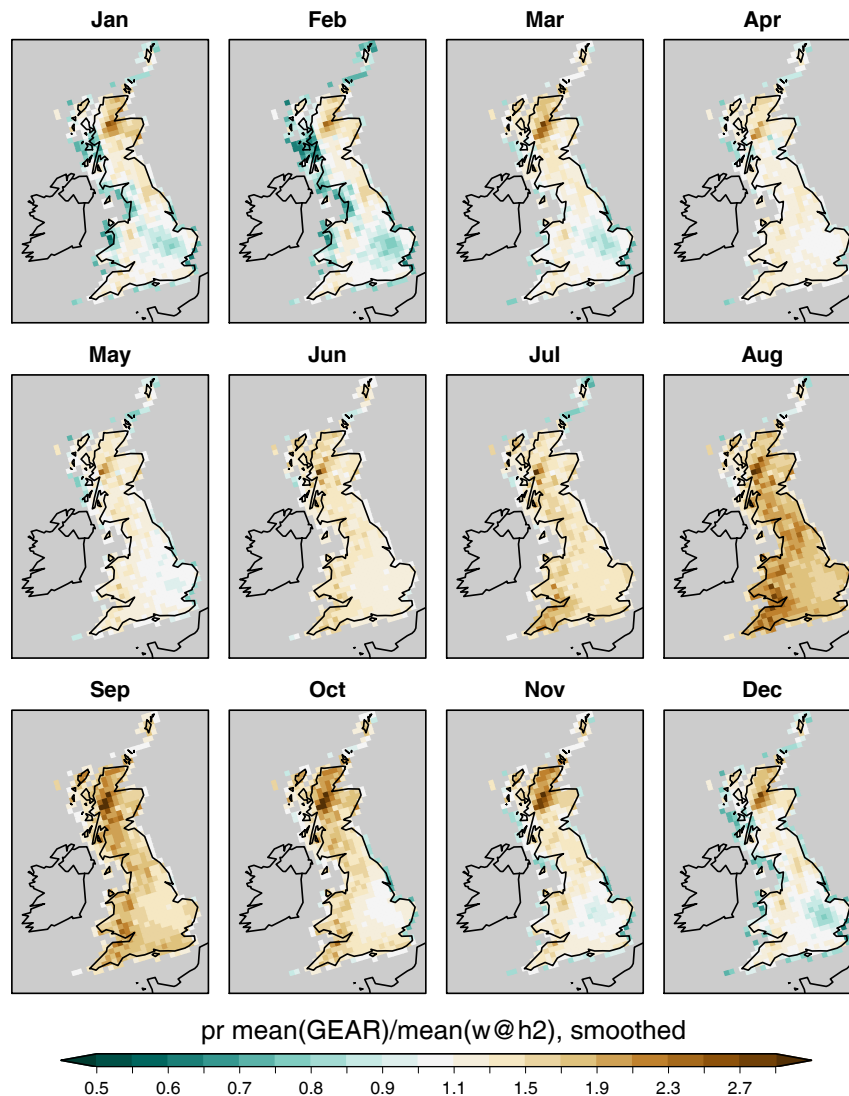 Jan Feb Mar Apr
May Jun Jul Aug
Sep Oct Nov Dec
pr mean(GEAR)/mean(w@h2), smoothed
0.5 0.6 0.7 0.8 0.9 1.1 1.5 1.9 2.3 2.7